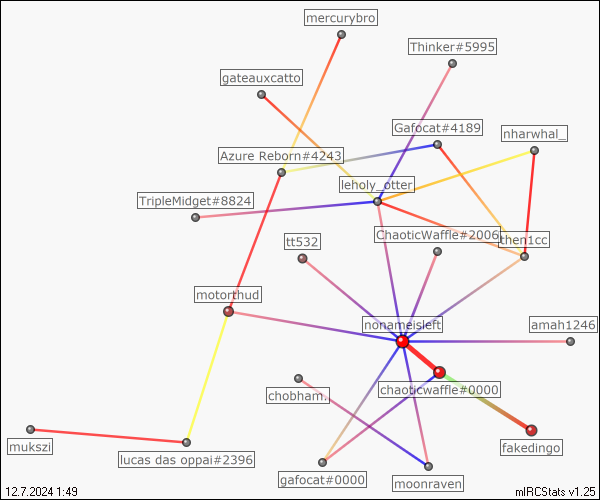 mercurybro
Thinker#5995
gateauxcatto
Gafocat#4189
nharwhal_
Azure Reborn#4243
leholy_otter
TripleMidget#8824
ChaoticWaffle#2006
then1cc
tt532
motorthud
nonameisleft
amah1246
chaoticwaffle#0000
chobham.
mukszi
fakedingo
lucas das oppai#2396
gafocat#0000
moonraven
12.7.2024 1:49
mIRCStats v1.25